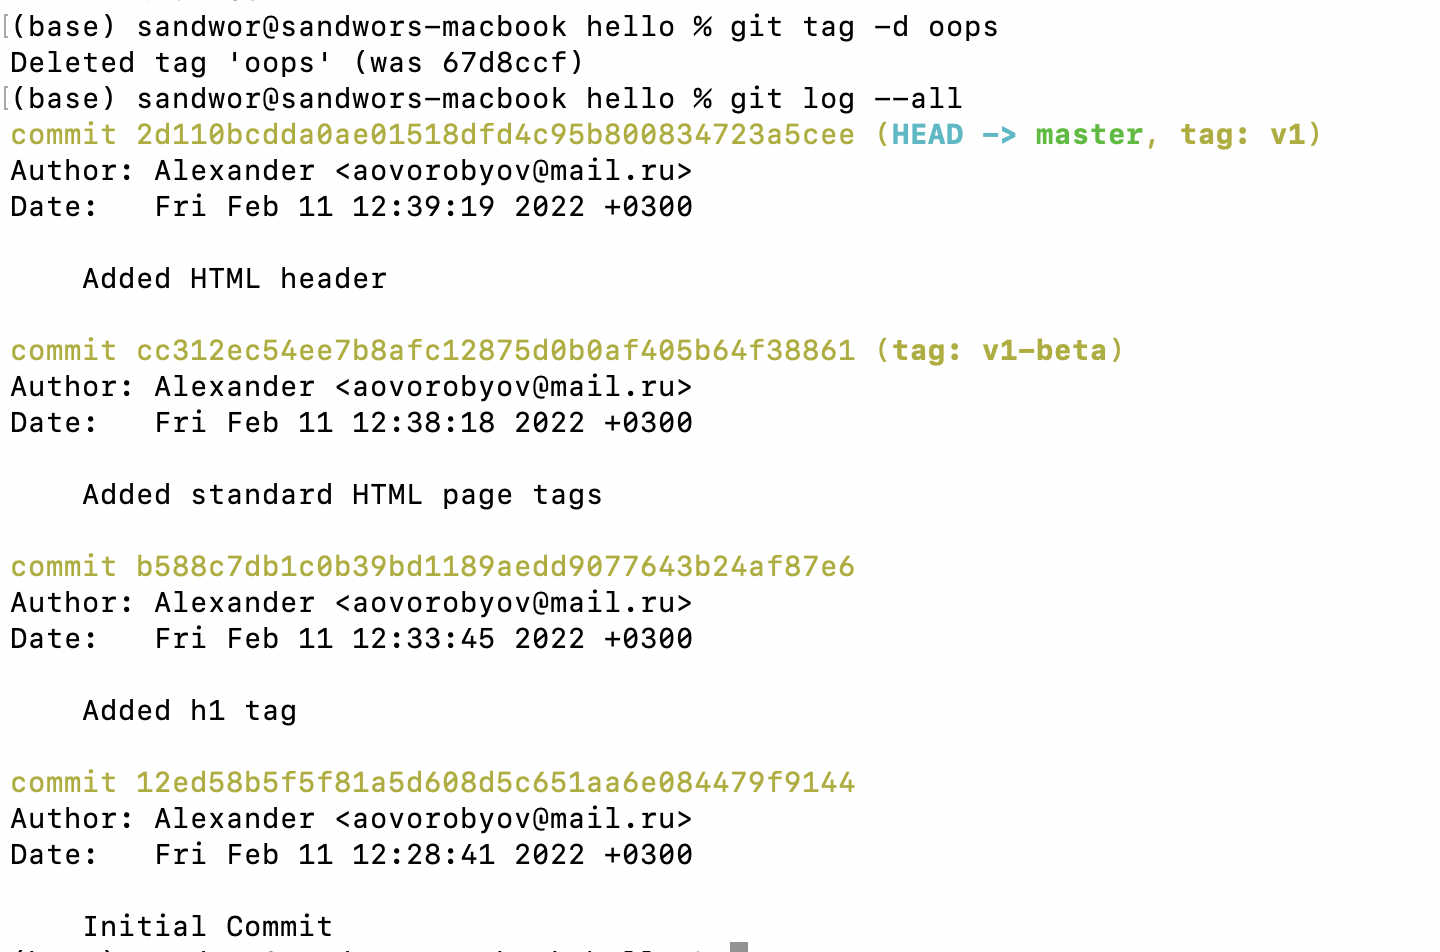 (base) sandwor@sandwors-macbook hello % git tag -d oops
Deleted tag 'oops' (was 67d8ccf)
(base) sandwor@sandwors-macbook hello % git log --all
commit 2d110bcdda0ae01518dfd4c95b800834723a5cee (HEAD -> master, tag: v1)
Author: Alexander <aovorobyov@mail.ru>
Date:   Fri Feb 11 12:39:19 2022 +0300
    Added HTML header
commit cc312ec54ee7b8afc12875d0b0af405b64f38861 (tag: v1-beta)
Author: Alexander <aovorobyov@mail.ru>
Date:   Fri Feb 11 12:38:18 2022 +0300
    Added standard HTML page tags
commit b588c7db1c0b39bd1189aedd9077643b24af87e6
Author: Alexander <aovorobyov@mail.ru>
Date:   Fri Feb 11 12:33:45 2022 +0300
    Added h1 tag
commit 12ed58b5f5f81a5d608d5c651aa6e084479f9144
Author: Alexander <aovorobyov@mail.ru>
Date:   Fri Feb 11 12:28:41 2022 +0300
    Initial Commit